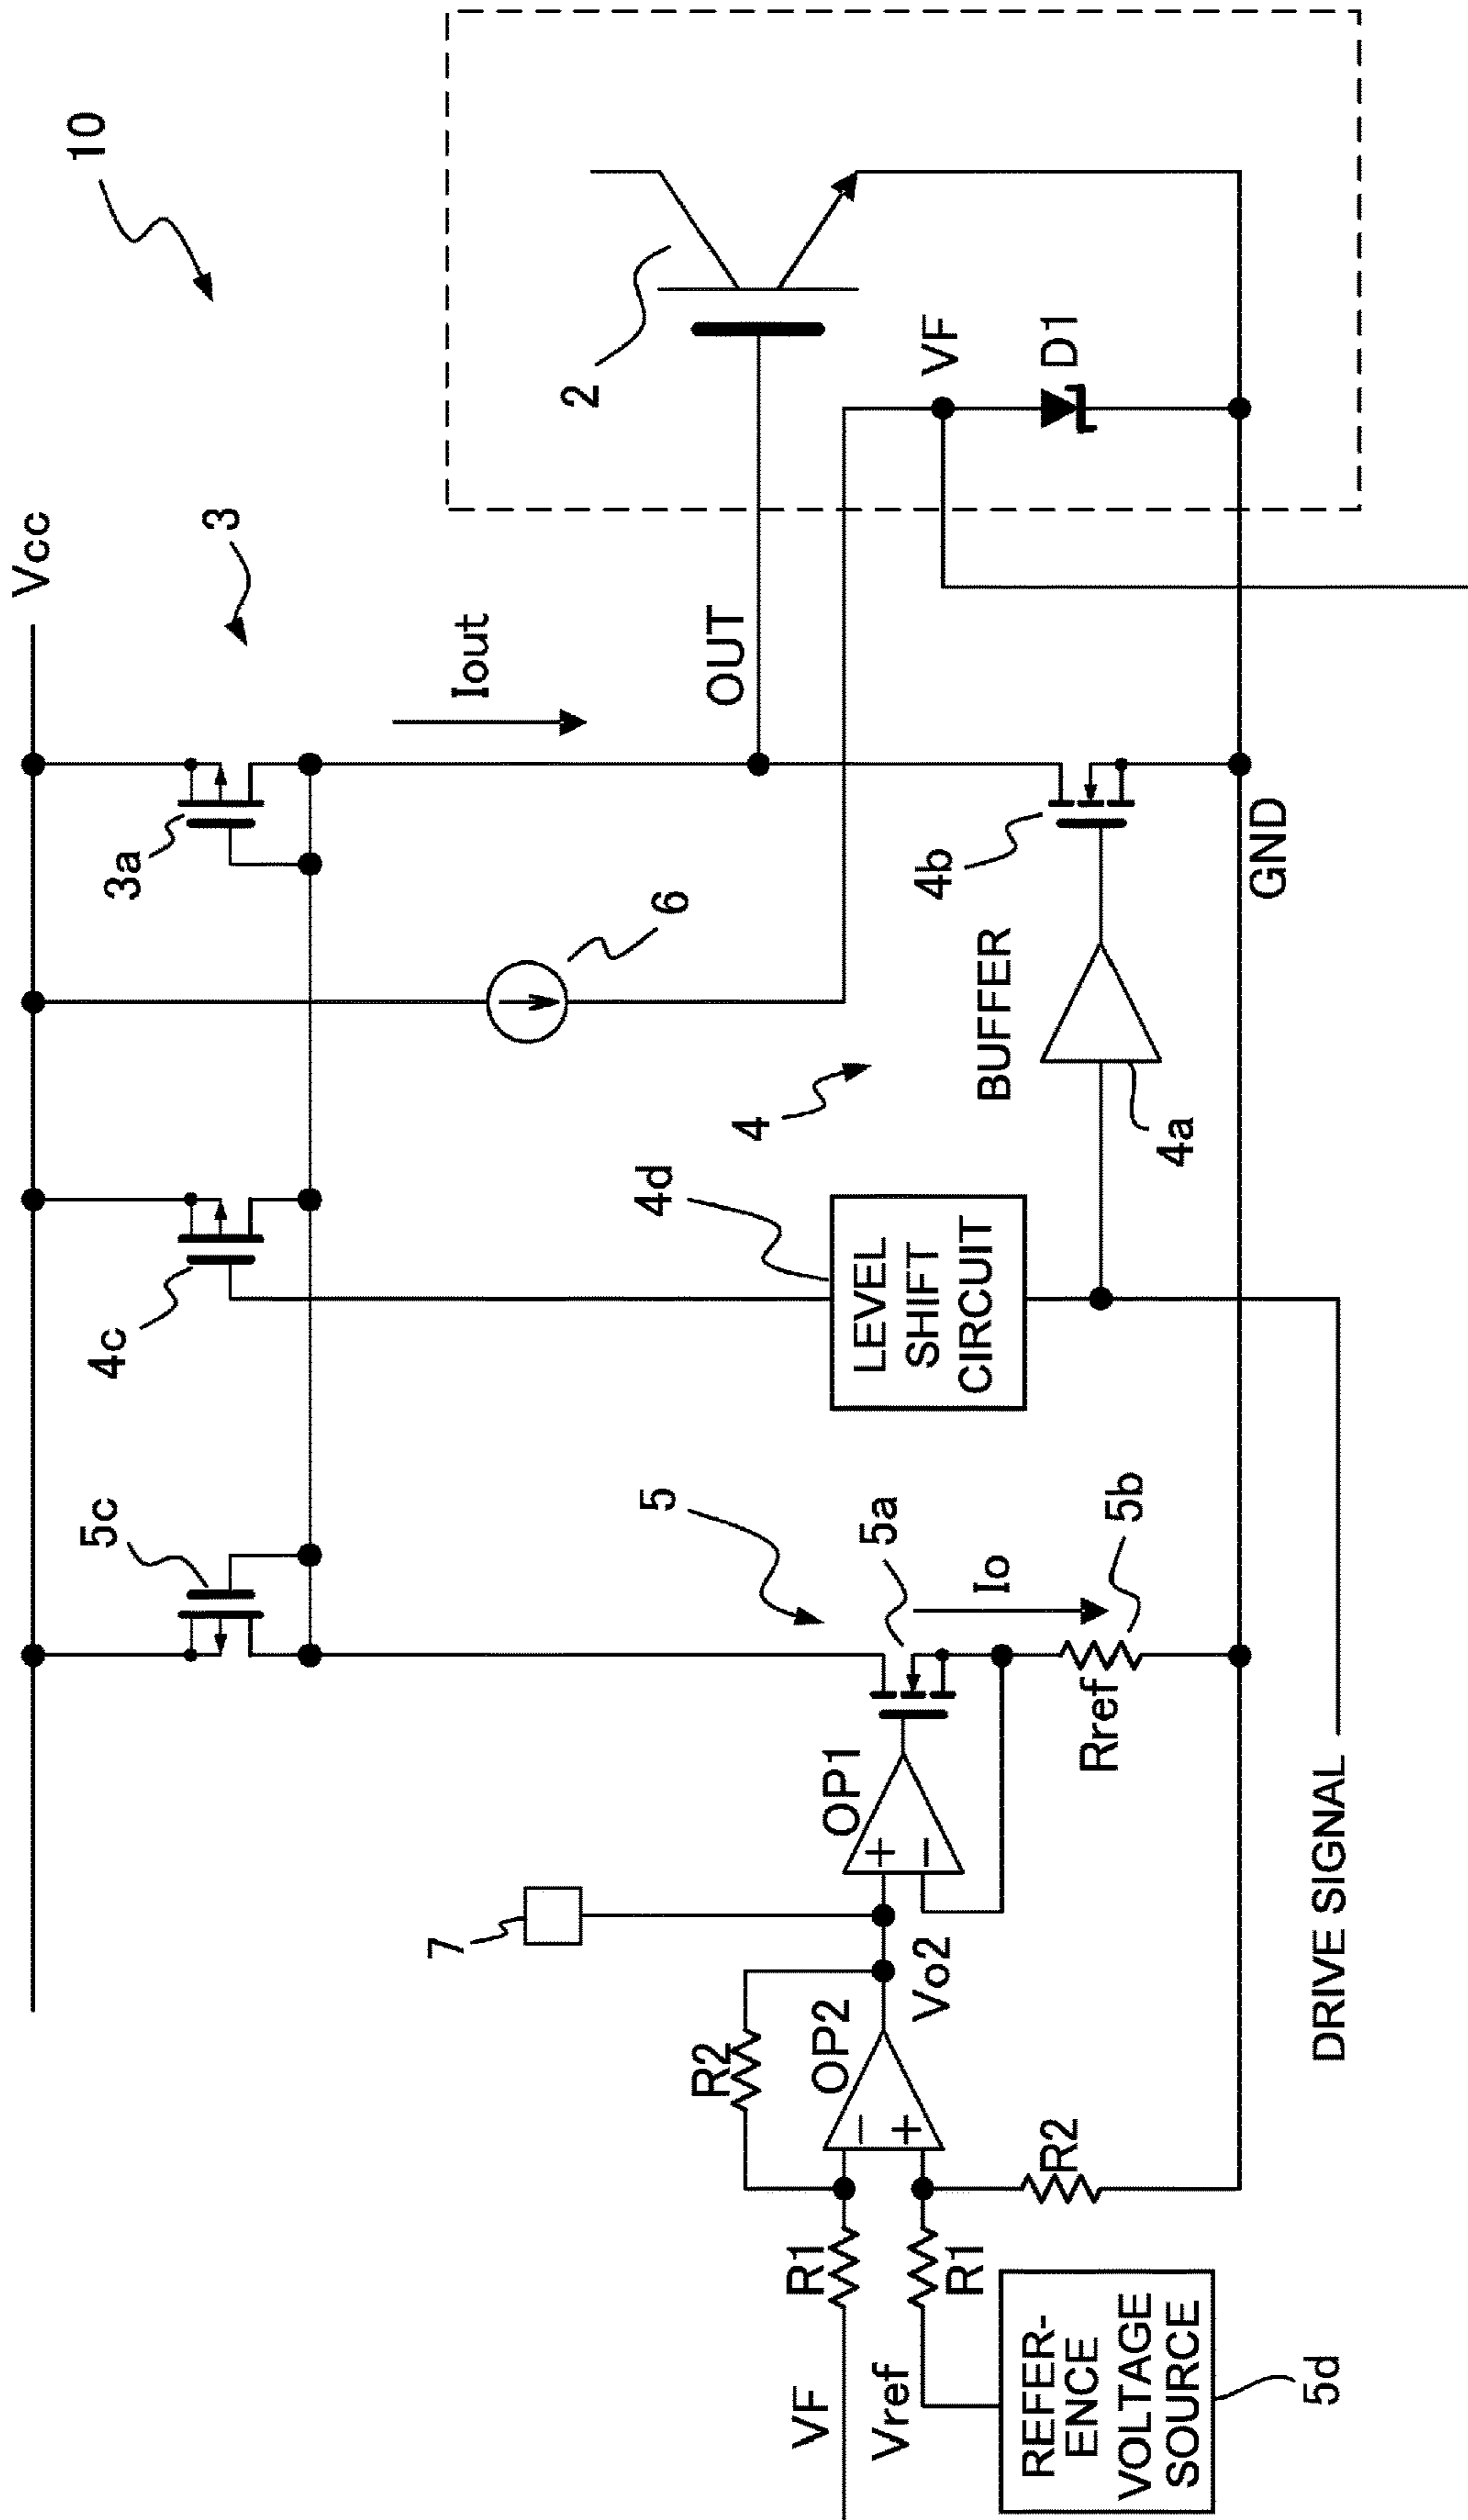 10
Vcc
3
Iout
3a
6
5c
4c
OUT
2
VF
D1
4
4d
LEVEL
SHIFT
CIRCUIT
BUFFER
4a
4b
GND
5
5a
Io
5b
Rref
7
OP1
+
−
Vo2
OP2
−
+
R2
R2
R1
R1
VF
Vref
REFER-
ENCE
VOLTAGE
SOURCE
5d
DRIVE SIGNAL